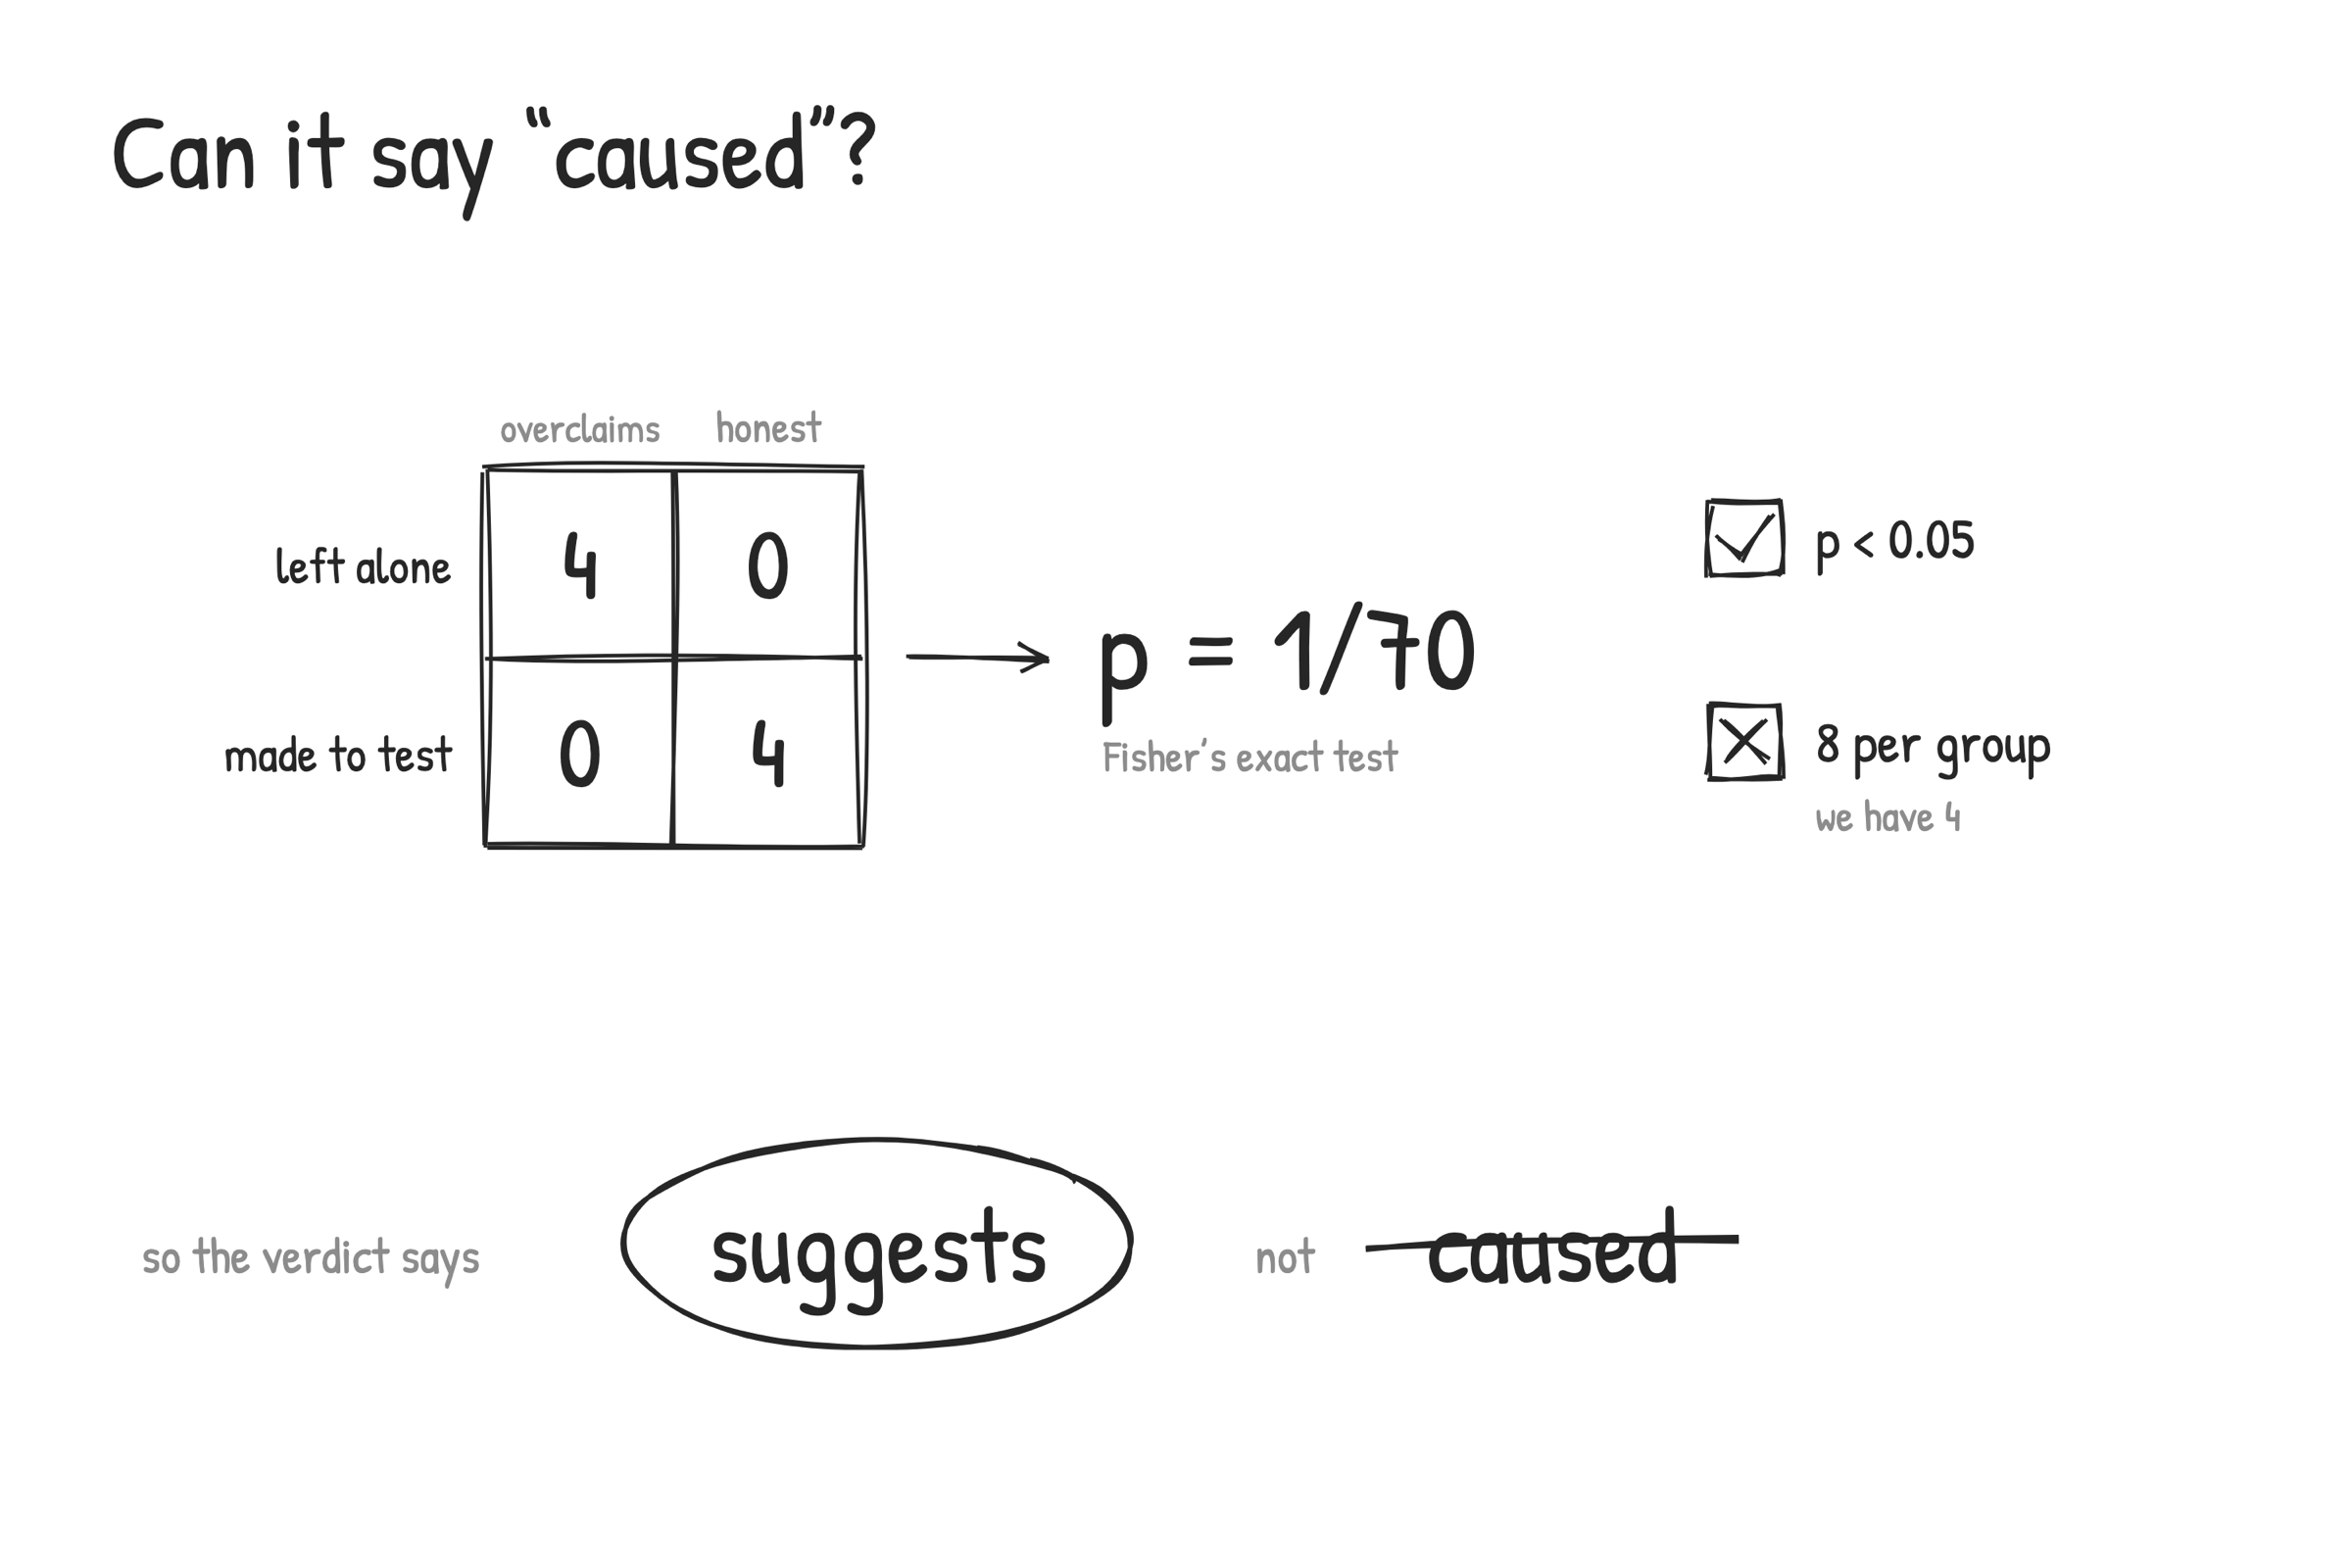 Can it say “caused”?
overclaims honest
left alone 4 0
made to test 0 4
p = 1/70
Fisher's exact test
p < 0.05
8 per group
we have 4
so the verdict says suggests not caused